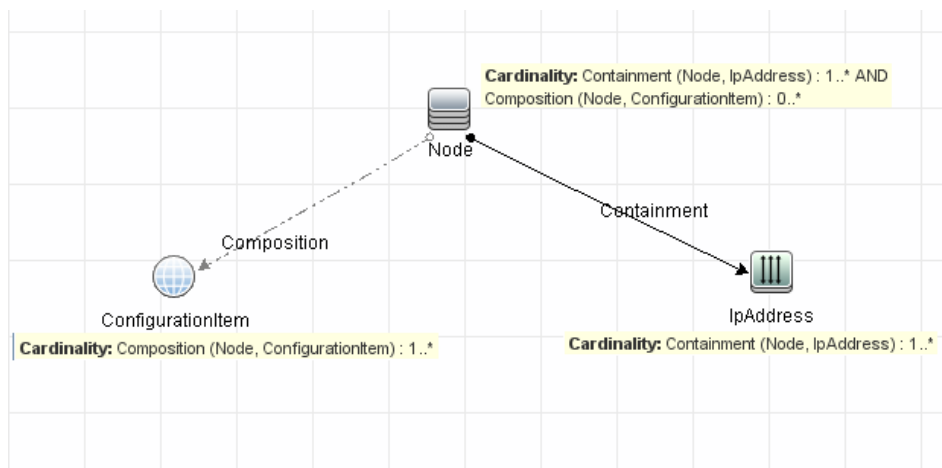 Cardinality: Containment (Node, IpAddress) : 1..* AND
Composition (Node, ConfigurationItem) : 0..*
Node
Containment
Composition
IpAddress
ConfigurationItem
Cardinality: Containment (Node, IpAddress) : 1..*
Cardinality: Composition (Node, ConfigurationItem) : 1..*